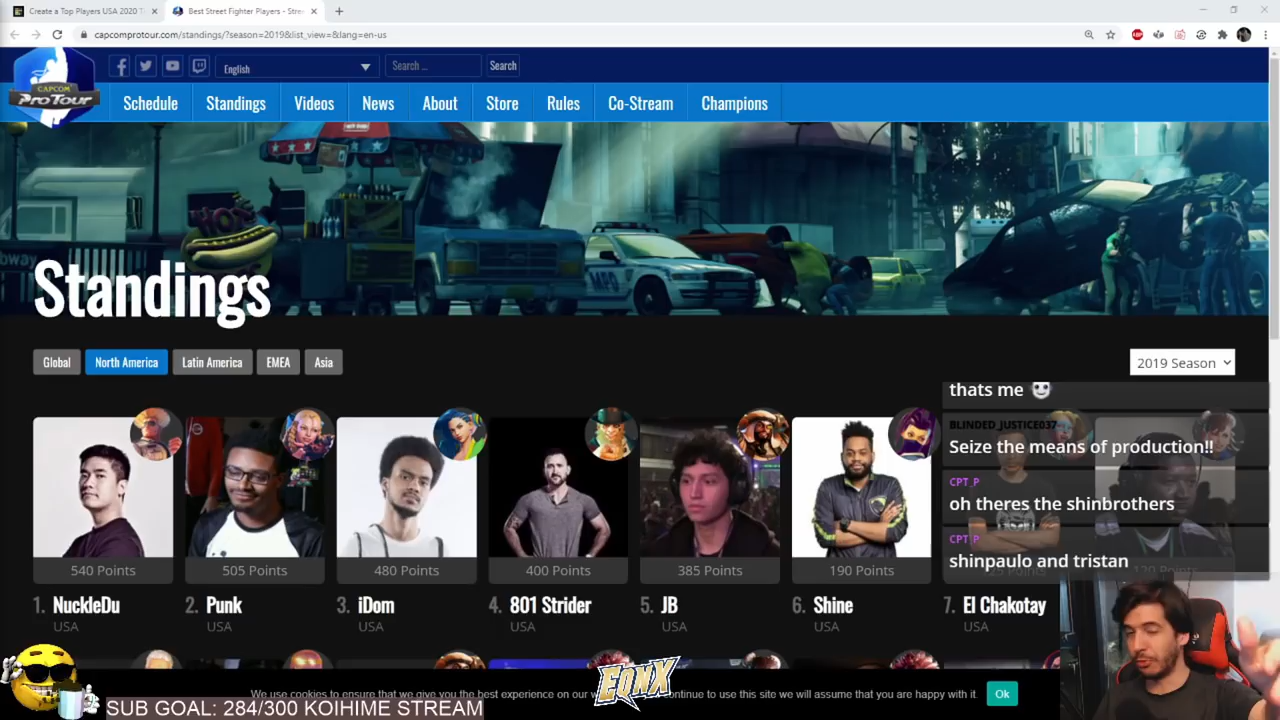 Create a Top Players USA 2020 T
Best Street Fighter Players - Stre
capcomprotour.com/standings/?season=2019&list_view=&lang=en-us
ABP
English
Search ...
Search
CAPCOM
PRO TOUR
Schedule
Standings
Videos
News
About
Store
Rules
Co-Stream
Champions
MPD
Standings
Global
North America
Latin America
EMEA
Asia
2019 Season
thats me
BLINDED_JUSTICE037
Seize the means of production!!
CPT_P
oh theres the shinbrothers
CPT_P
shinpaulo and tristan
540 Points
505 Points
480 Points
400 Points
385 Points
190 Points
120 Points
1. NuckleDu
2. Punk
3. iDom
4. 801 Strider
5. JB
6. Shine
7. El Chakotay
USA
USA
USA
USA
USA
USA
USA
EQNX
We use cookies to ensure that we give you the best experience on our w
ontinue to use this site we will assume that you are happy with it.
Ok
SUB GOAL: 284/300 KOIHIME STREAM